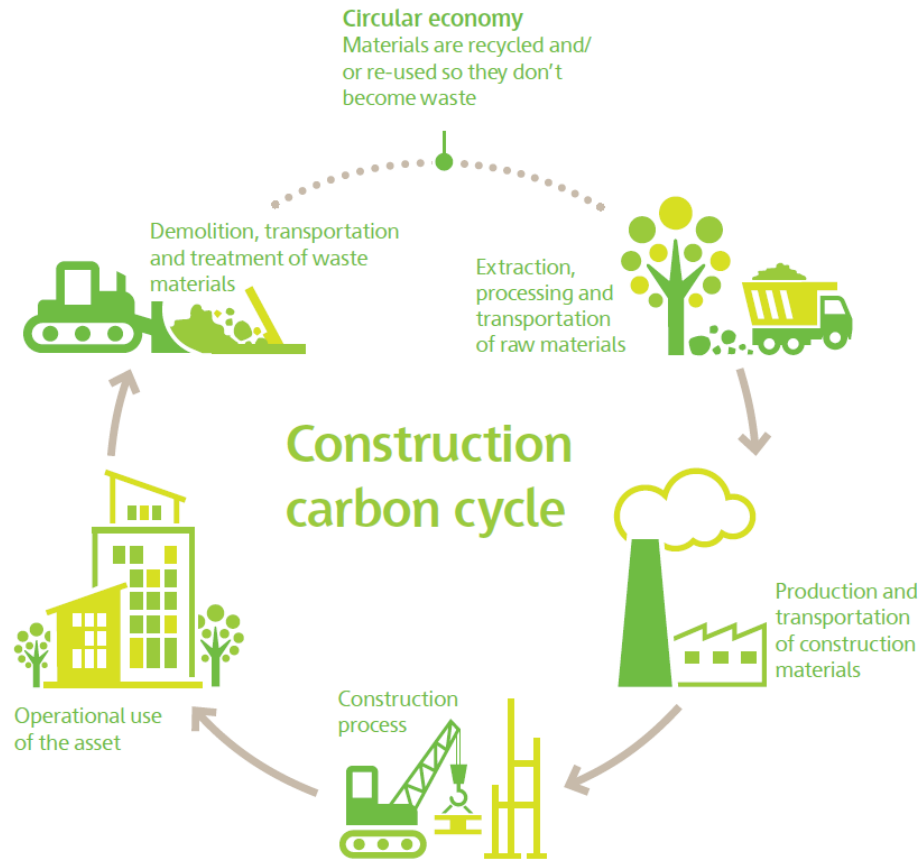 Circular economy
Materials are recycled and/
or re-used so they don't
become waste
Demolition, transportation
and treatment of waste
materials
Extraction,
processing and
transportation
of raw materials
Construction
carbon cycle
Production and
transportation
of construction
materials
Construction
process
Operational use
of the asset